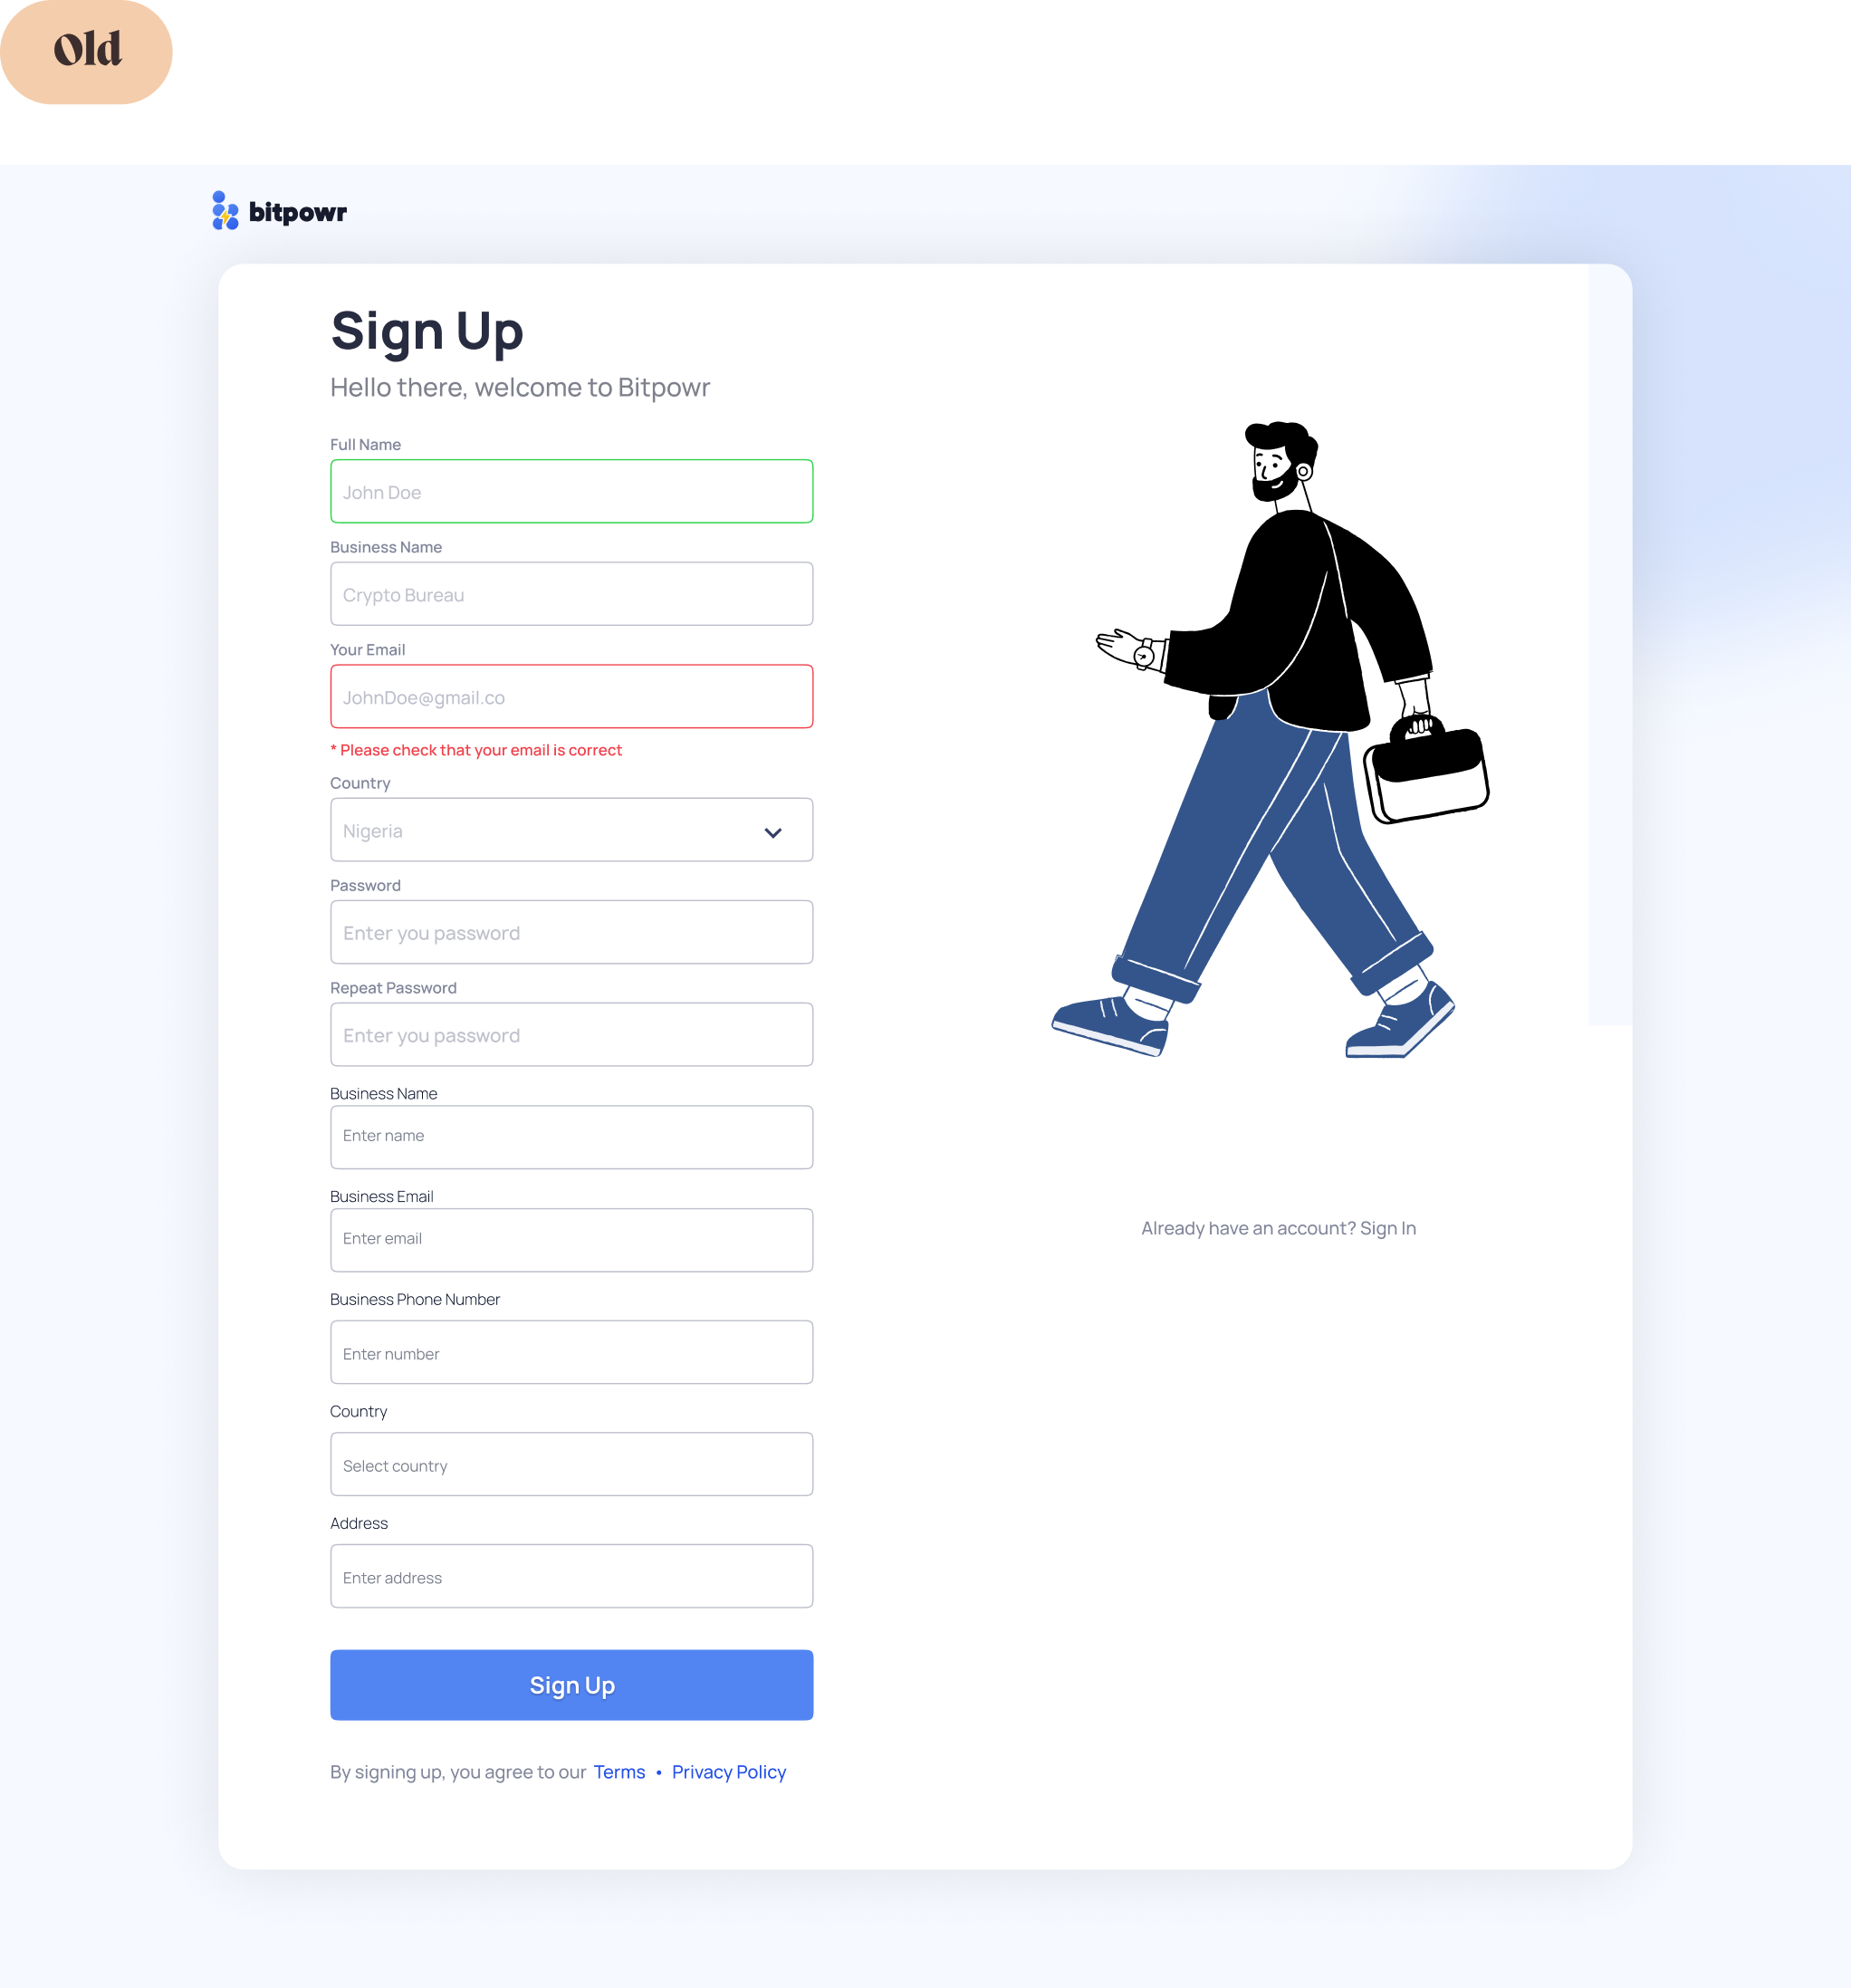 Old
bitpowr
Sign Up
Hello there, welcome to Bitpowr
Full Name
John Doe
Business Name
Crypto Bureau
Your Email
JohnDoe@gmail.co
* Please check that your email is correct
Country
Nigeria
Password
Enter you password
Repeat Password
Enter you password
Business Name
Enter name
Business Email
Enter email
Business Phone Number
Enter number
Country
Select country
Address
Enter address
Sign Up
By signing up, you agree to our Terms • Privacy Policy
Already have an account? Sign In